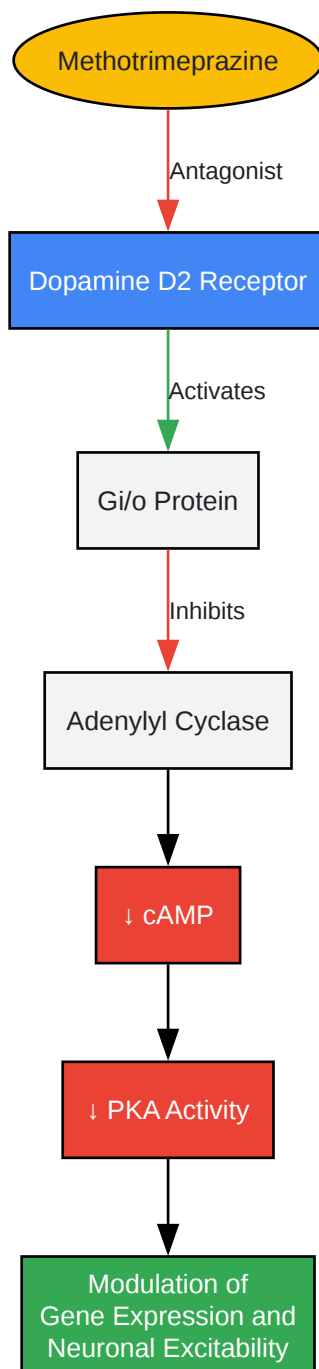 Methotrimeprazine
Antagonist
Dopamine D2 Receptor
Activates
Gi/o Protein
Inhibits
Adenylyl Cyclase
↓ cAMP
↓ PKA Activity
Modulation of
Gene Expression and
Neuronal Excitability